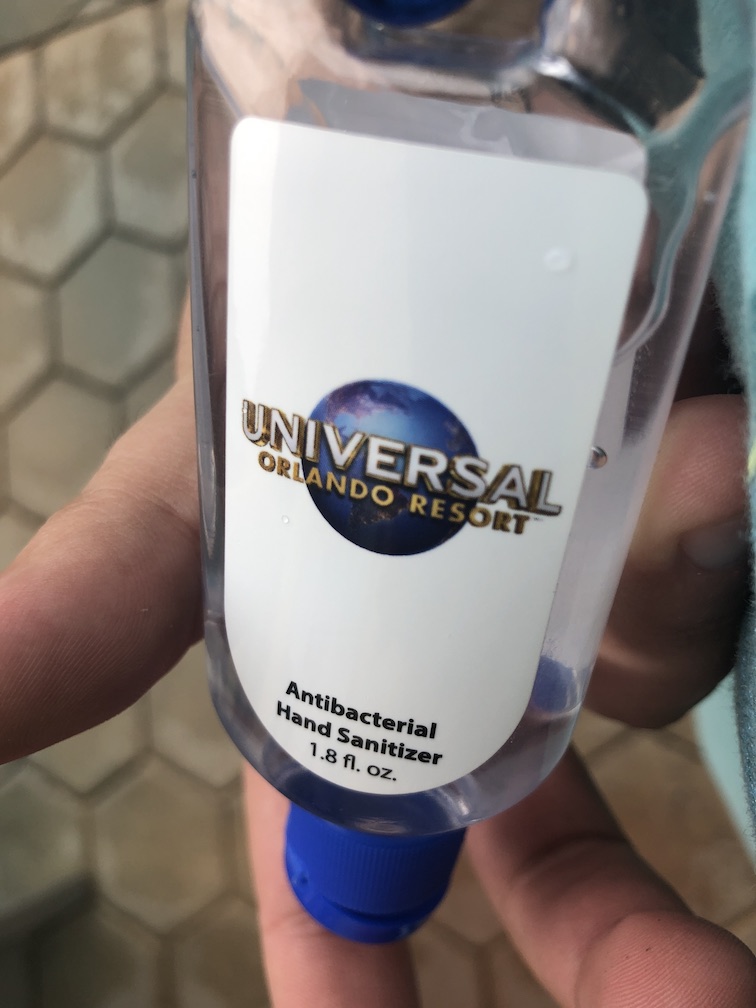 UNIVERSAL
ORLANDO RESORT
Antibacterial
Hand Sanitizer
1.8 fl. oz.